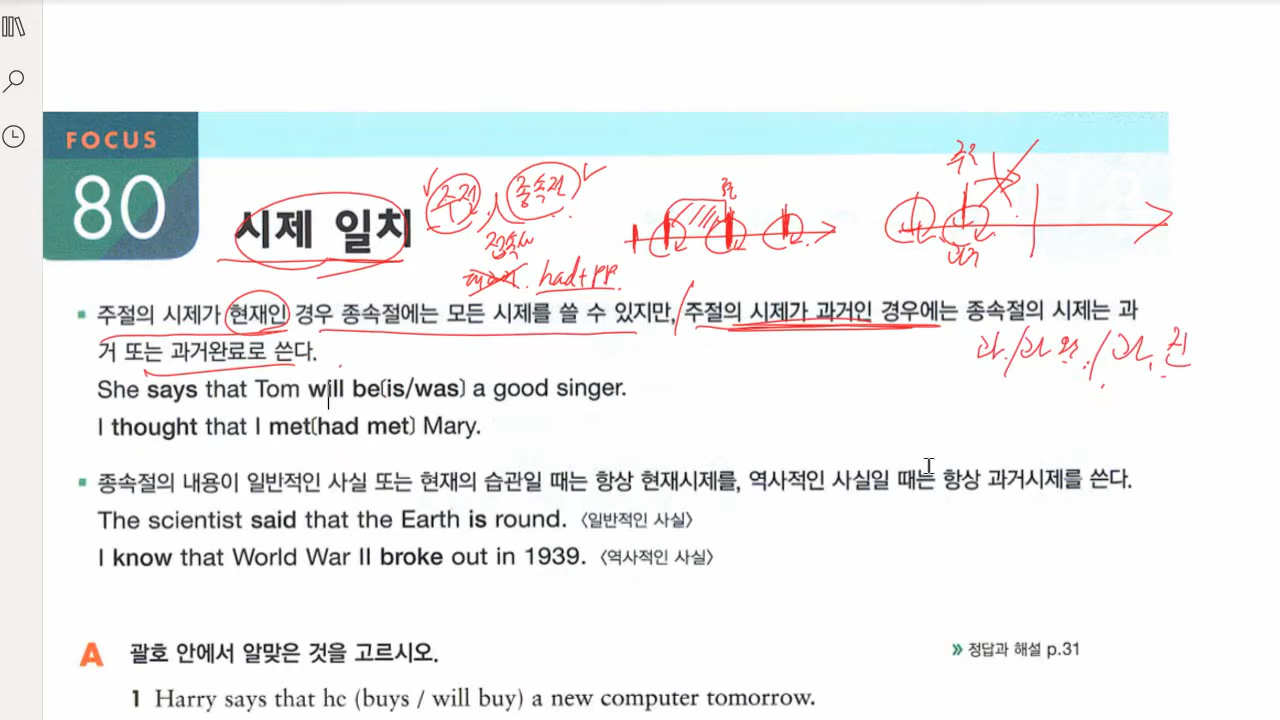 FOCUS
80
시제 일치
주절 종속절
접속사
had+pp.
주절의 시제가 현재인 경우 종속절에는 모든 시제를 쓸 수 있지만, 주절의 시제가 과거인 경우에는 종속절의 시제는 과
거 또는 과거완료로 쓴다.
She says that Tom will be(is/was) a good singer.
I thought that I met(had met) Mary.
종속절의 내용이 일반적인 사실 또는 현재의 습관일 때는 항상 현재시제를, 역사적인 사실일 때는 항상 과거시제를 쓴다.
The scientist said that the Earth is round. 〈일반적인 사실〉
I know that World War II broke out in 1939. 〈역사적인 사실〉
A 괄호 안에서 알맞은 것을 고르시오.
» 정답과 해설 p.31
1 Harry says that he (buys / will buy) a new computer tomorrow.